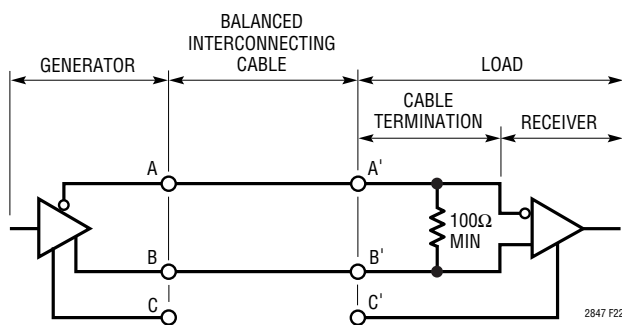 BALANCED
INTERCONNECTING
CABLE
GENERATOR
LOAD
CABLE
TERMINATION
RECEIVER
A
A'
100Ω
MIN
B
B'
C
C'
2847 F22